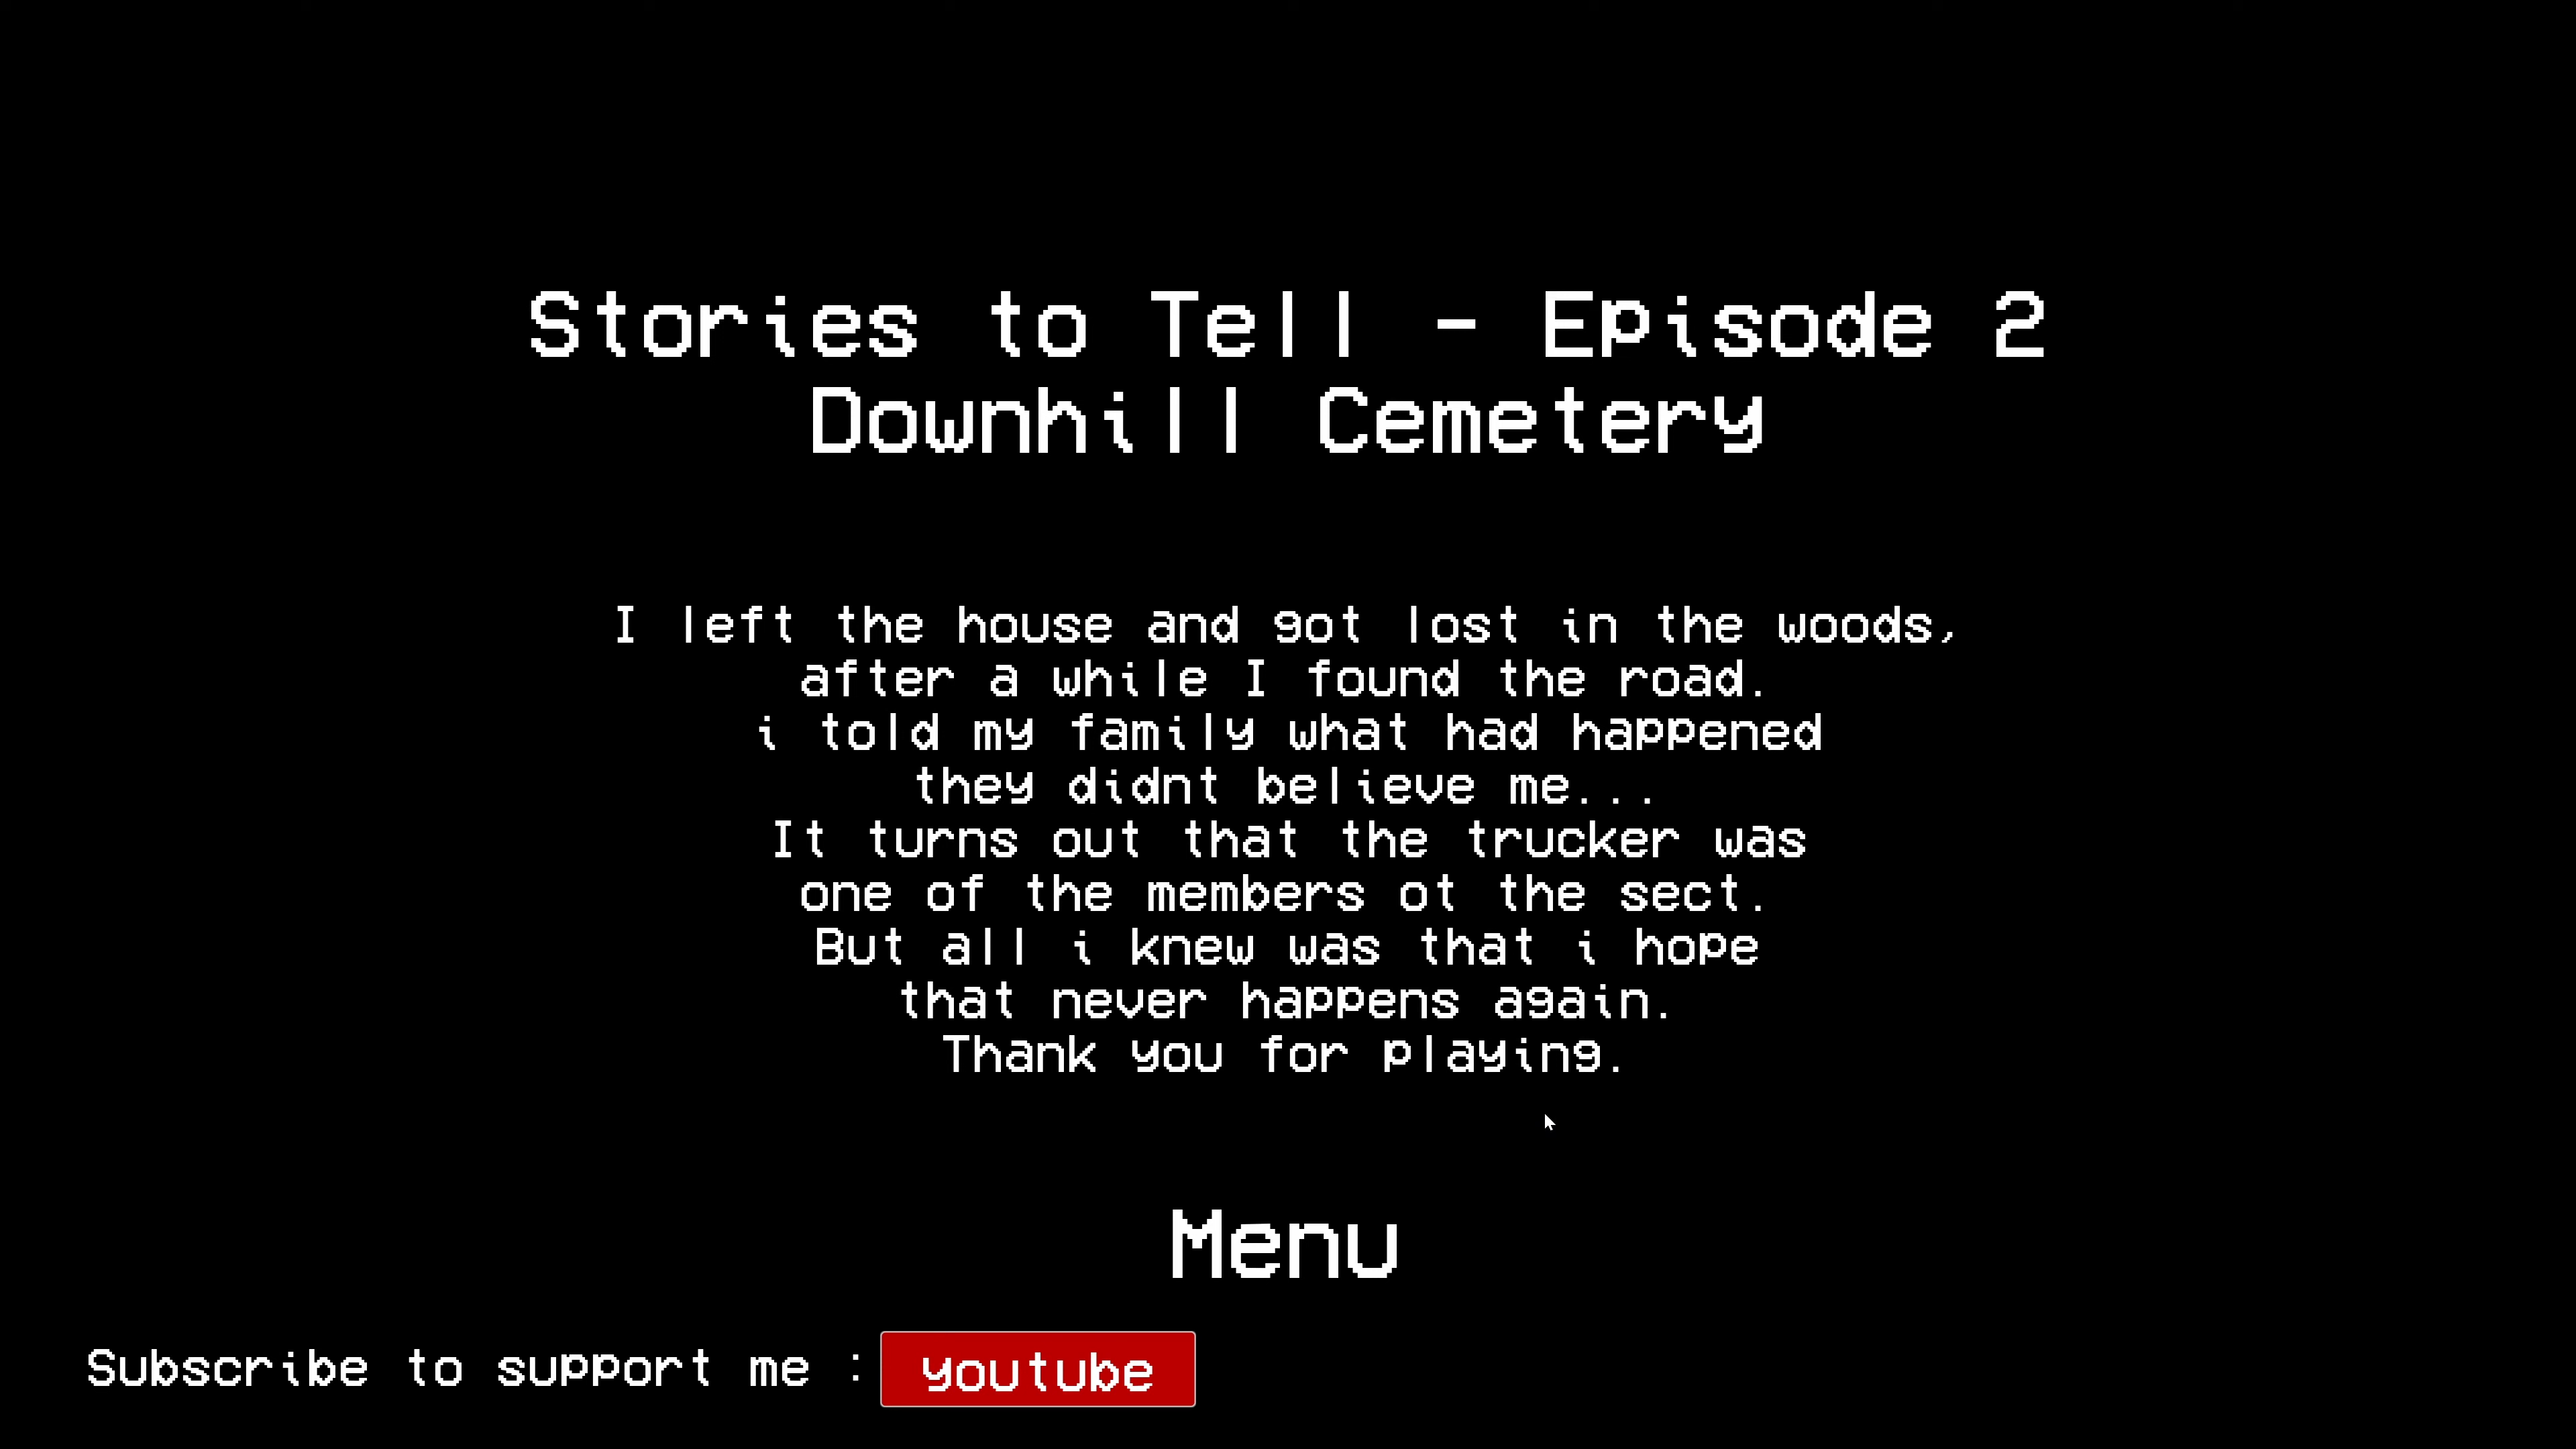 Stories to Tell - Episode 2
Downhill Cemetery
I left the house and got lost in the woods,
after a while I found the road.
i told my family what had happened
they didnt believe me...
It turns out that the trucker was
one of the members ot the sect.
But all i knew was that i hope
that never happens again.
Thank you for playing.
Menu
Subscribe to support me : youtube